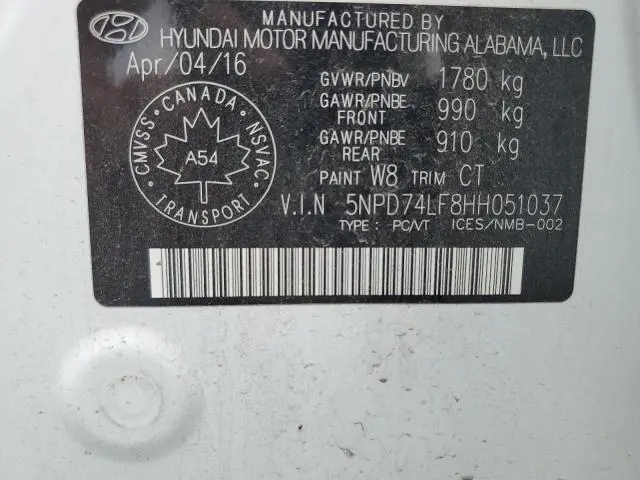 MANUFACTURED BY
HYUNDAI MOTOR MANUFACTURING ALABAMA, LLC
Apr/04/16
GVWR/PNBV 1780 kg
GAWR/PNBE FRONT 990 kg
GAWR/PNBE REAR 910 kg
PAINT W8 TRIM CT
CANADA
CMVSS NSVAC
A54
TRANSPORT
V.I.N 5NPD74LF8HH051037
TYPE : PC/VT ICES/NMB-002